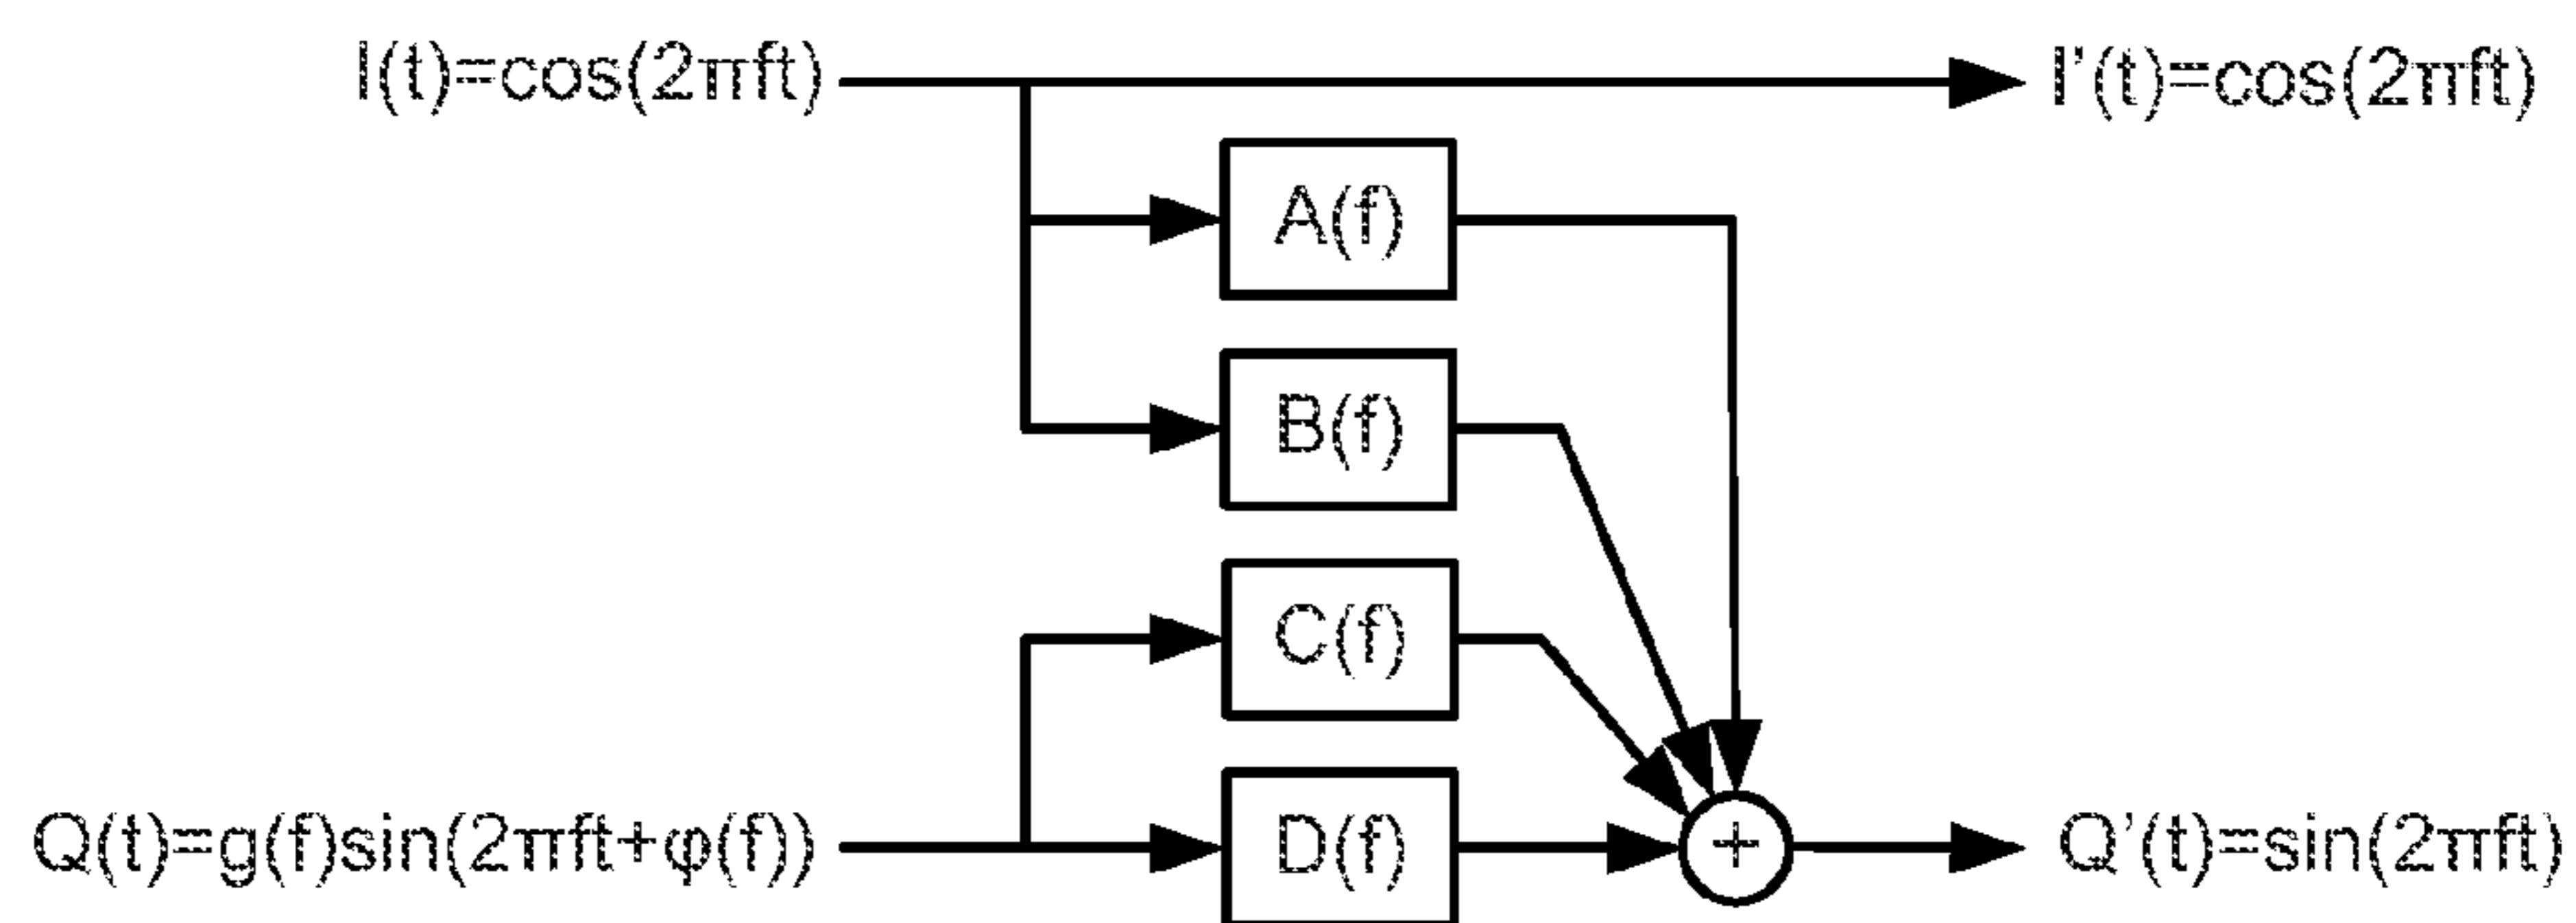 I(t)=cos(2πft)
I'(t)=cos(2πft)
A(f)
B(f)
C(f)
Q(t)=g(f)sin(2πft+φ(f))
D(f)
+
Q'(t)=sin(2πft)